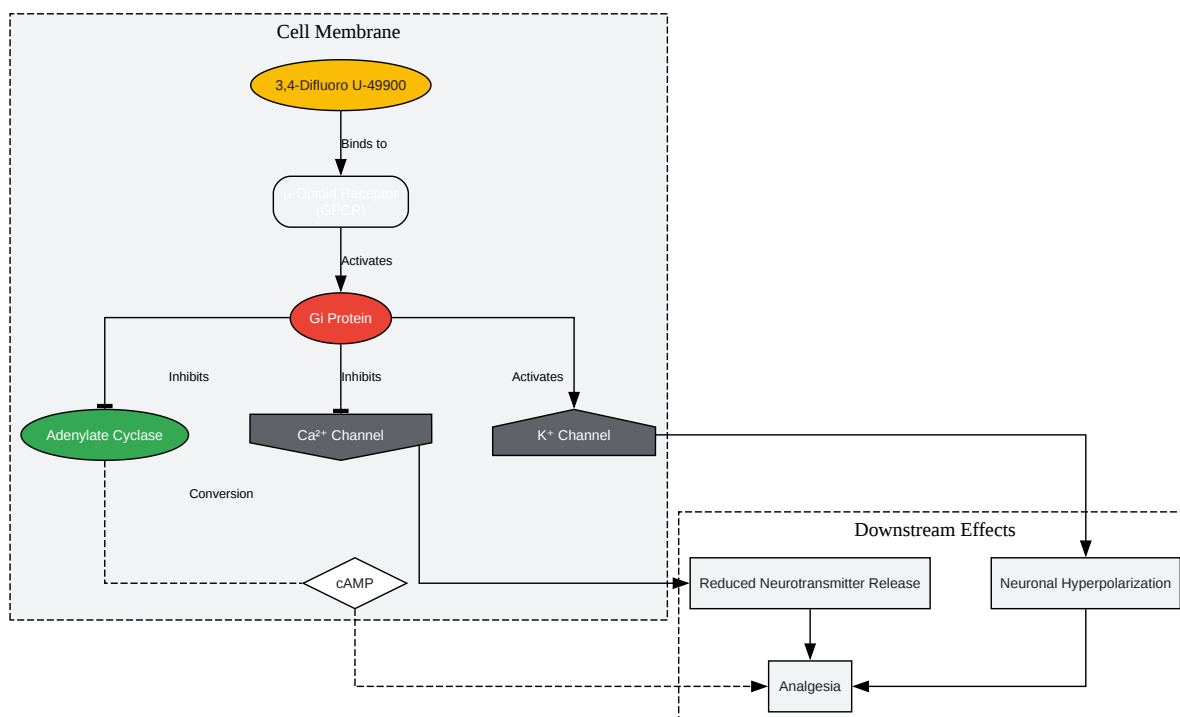 Cell Membrane
3,4-Difluoro U-49900
Binds to
μ-Opioid Receptor
(GPCR)
Activates
Gi Protein
Inhibits
Inhibits
Activates
Adenylate Cyclase
Ca²⁺ Channel
K⁺ Channel
Conversion
Downstream Effects
cAMP
Reduced Neurotransmitter Release
Neuronal Hyperpolarization
Analgesia